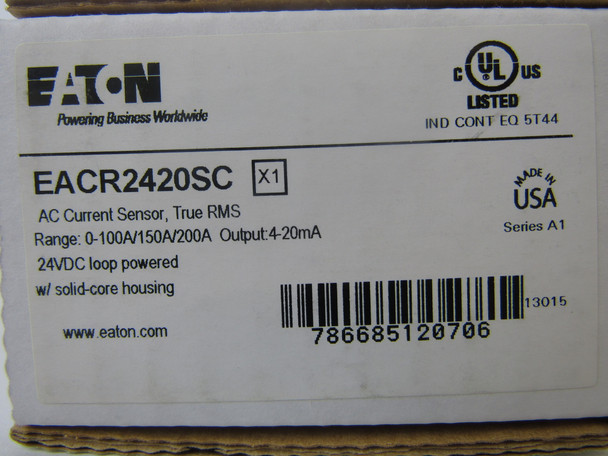 EATON
Powering Business Worldwide
C UL US
LISTED
IND CONT EQ 5T44
EACR2420SC X1
AC Current Sensor, True RMS
Range: 0-100A/150A/200A Output:4-20mA
24VDC loop powered
w/ solid-core housing
www.eaton.com
MADE IN
USA
Series A1
13015
786685120706